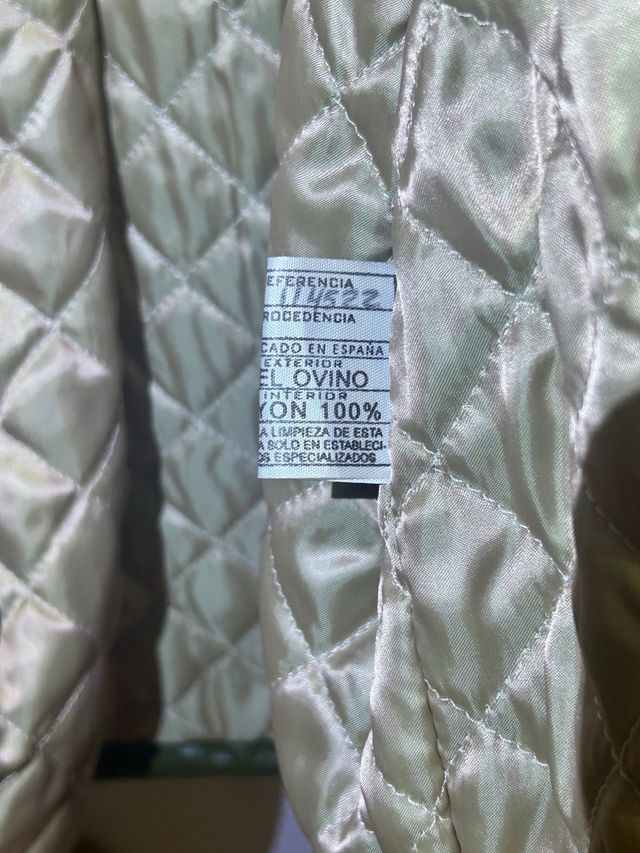 EFERENCIA
114522
ROCEDENCIA
CADO EN ESPAÑA
EXTERIOR
EL OVINO
INTERIOR
YON 100%
A LIMPIEZA DE ESTA
A SOLO EN ESTABLECI-
OS ESPECIALIZADOS